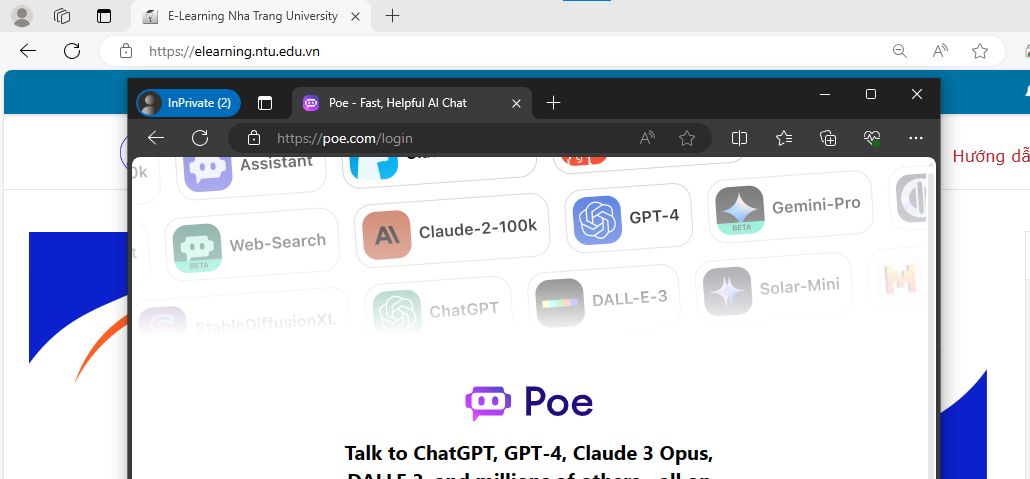 E-Learning Nha Trang University
https://elearning.ntu.edu.vn
InPrivate (2)
Poe - Fast, Helpful AI Chat
https://poe.com/login
Hướng dẫ
0k
Assistant
Web-Search
BETA
Claude-2-100k
GPT-4
Gemini-Pro
BETA
StableDiffusionXL
ChatGPT
DALL-E-3
Solar-Mini
Poe
Talk to ChatGPT, GPT-4, Claude 3 Opus,